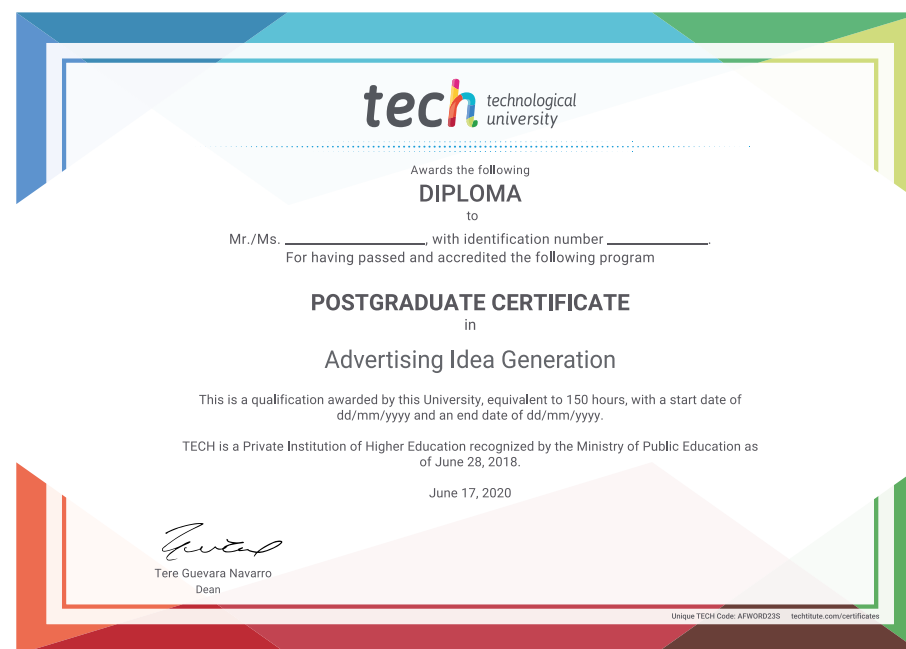 tech technological
university
Awards the following
DIPLOMA
to
Mr./Ms. ____________, with identification number _________.
For having passed and accredited the following program
POSTGRADUATE CERTIFICATE
in
Advertising Idea Generation
This is a qualification awarded by this University, equivalent to 150 hours, with a start date of
dd/mm/yyyy and an end date of dd/mm/yyyy.
TECH is a Private Institution of Higher Education recognized by the Ministry of Public Education as
of June 28, 2018.
June 17, 2020
Tere Guevara Navarro
Dean
Unique TECH Code: AFWORD23S techtitute.com/certificates